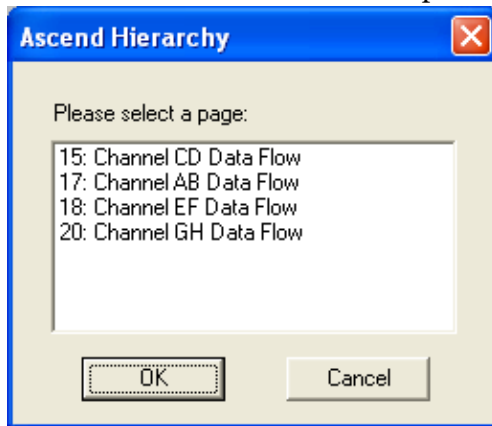 Ascend Hierarchy
Please select a page:
15: Channel CD Data Flow
17: Channel AB Data Flow
18: Channel EF Data Flow
20: Channel GH Data Flow
OK
Cancel